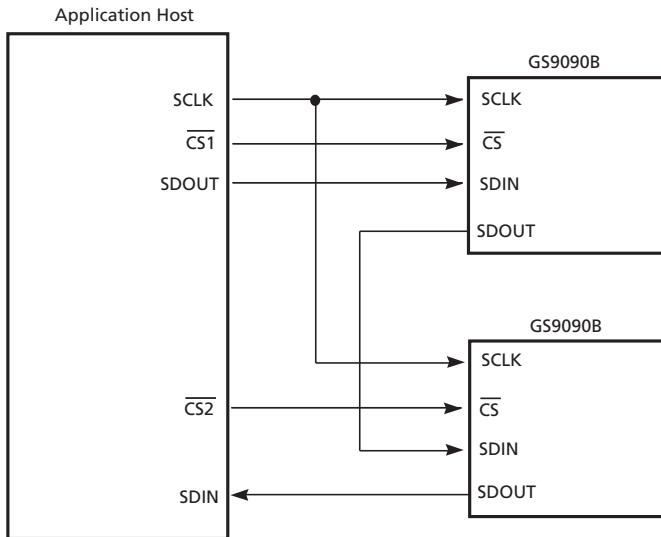 Application Host
SCLK
CS1
SDOUT
CS2
SDIN
GS9090B
SCLK
CS
SDIN
SDOUT
GS9090B
SCLK
CS
SDIN
SDOUT